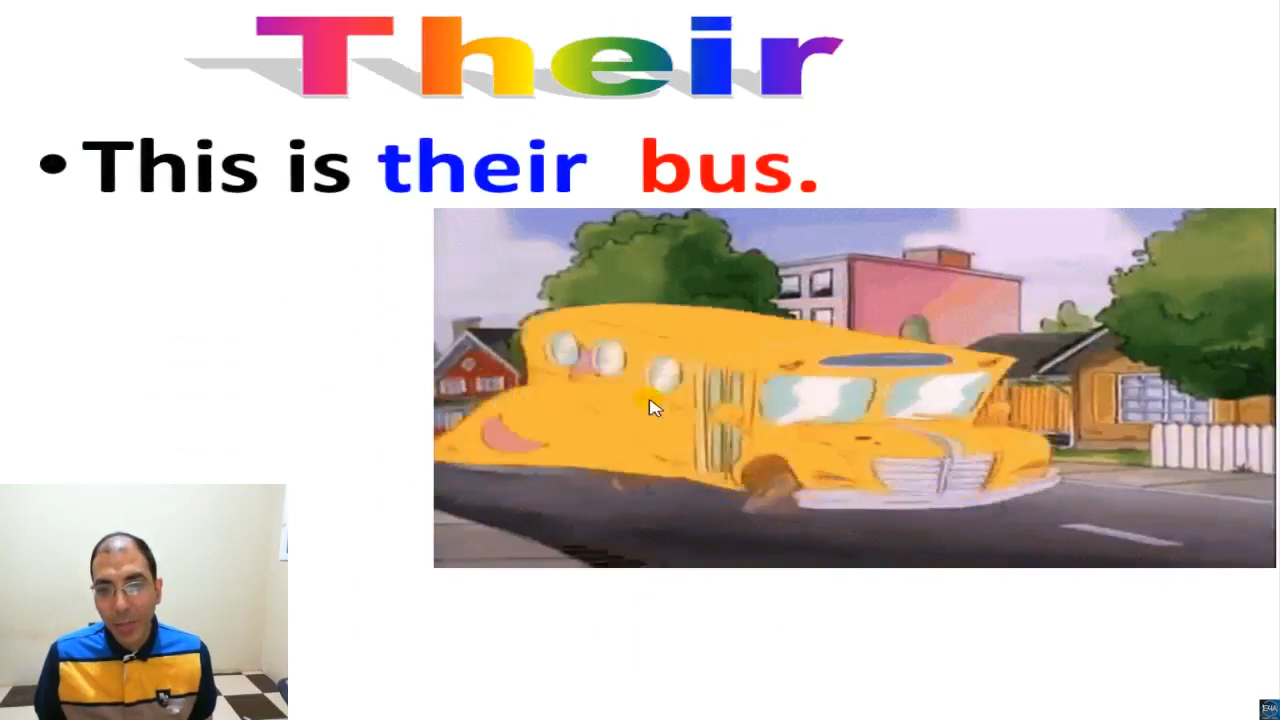 Their
• This is their bus.